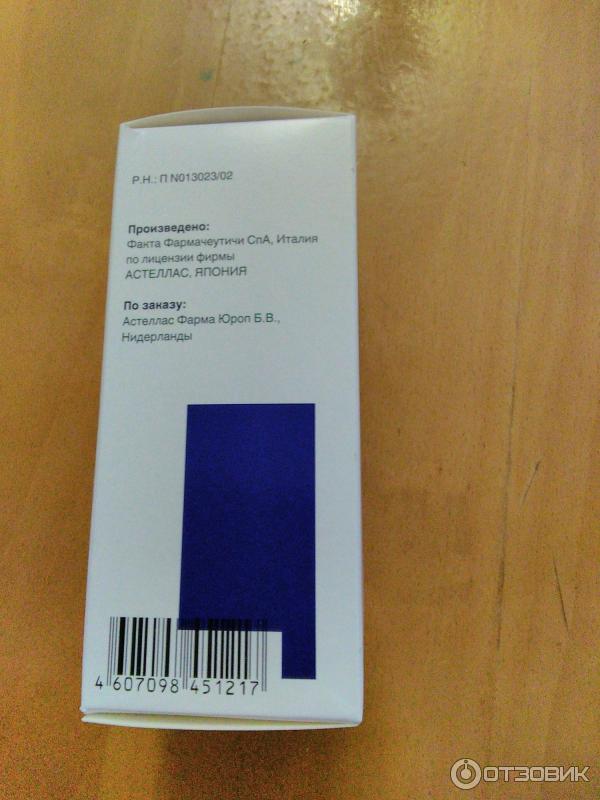 Р.Н.: П N013023/02
Произведено:
Факта Фармачеутичи СпА, Италия
по лицензии фирмы
АСТЕЛЛАС, ЯПОНИЯ
По заказу:
Астеллас Фарма Юроп Б.В.,
Нидерланды
4 607098 451217
ОТЗОВИК